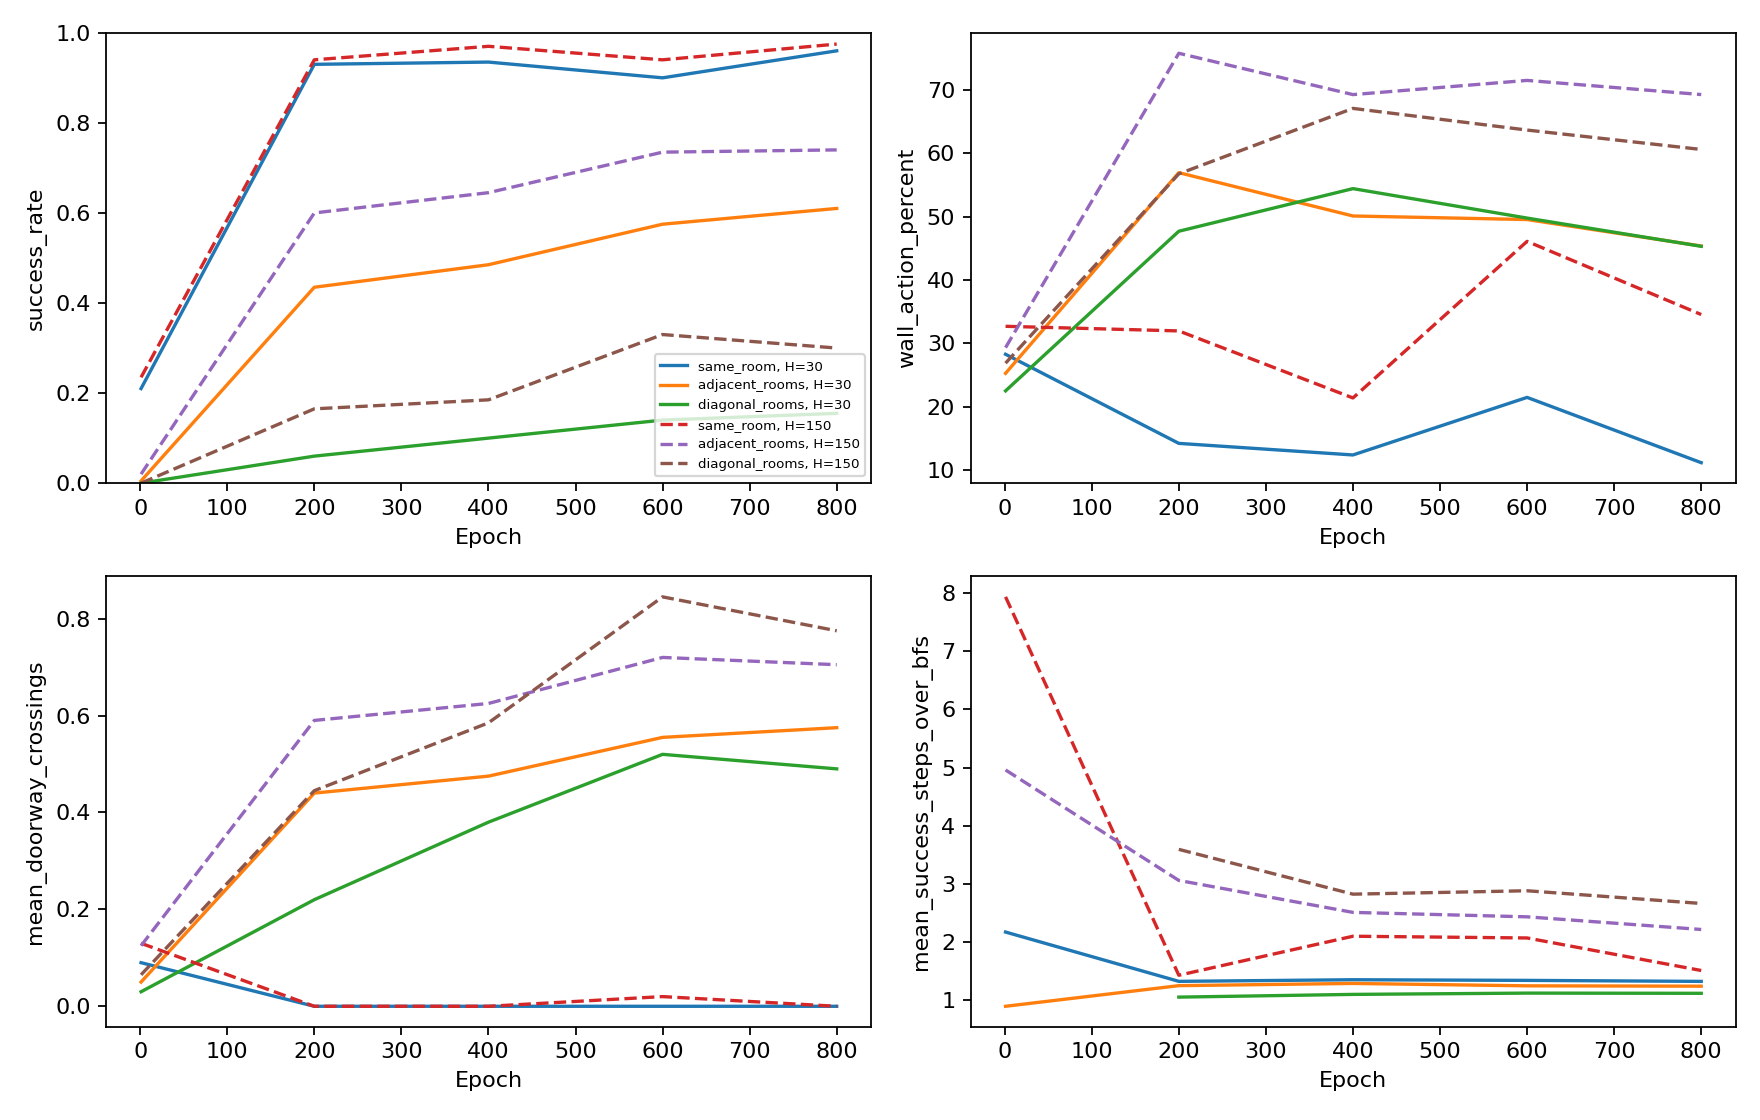 success_rate
1.0
0.8
0.6
0.4
0.2
0.0
0 100 200 300 400 500 600 700 800
Epoch
same_room, H=30
adjacent_rooms, H=30
diagonal_rooms, H=30
same_room, H=150
adjacent_rooms, H=150
diagonal_rooms, H=150
wall_action_percent
70
60
50
40
30
20
10
0 100 200 300 400 500 600 700 800
Epoch
mean_doorway_crossings
0.8
0.6
0.4
0.2
0.0
0 100 200 300 400 500 600 700 800
Epoch
mean_success_steps_over_bfs
8
7
6
5
4
3
2
1
0 100 200 300 400 500 600 700 800
Epoch